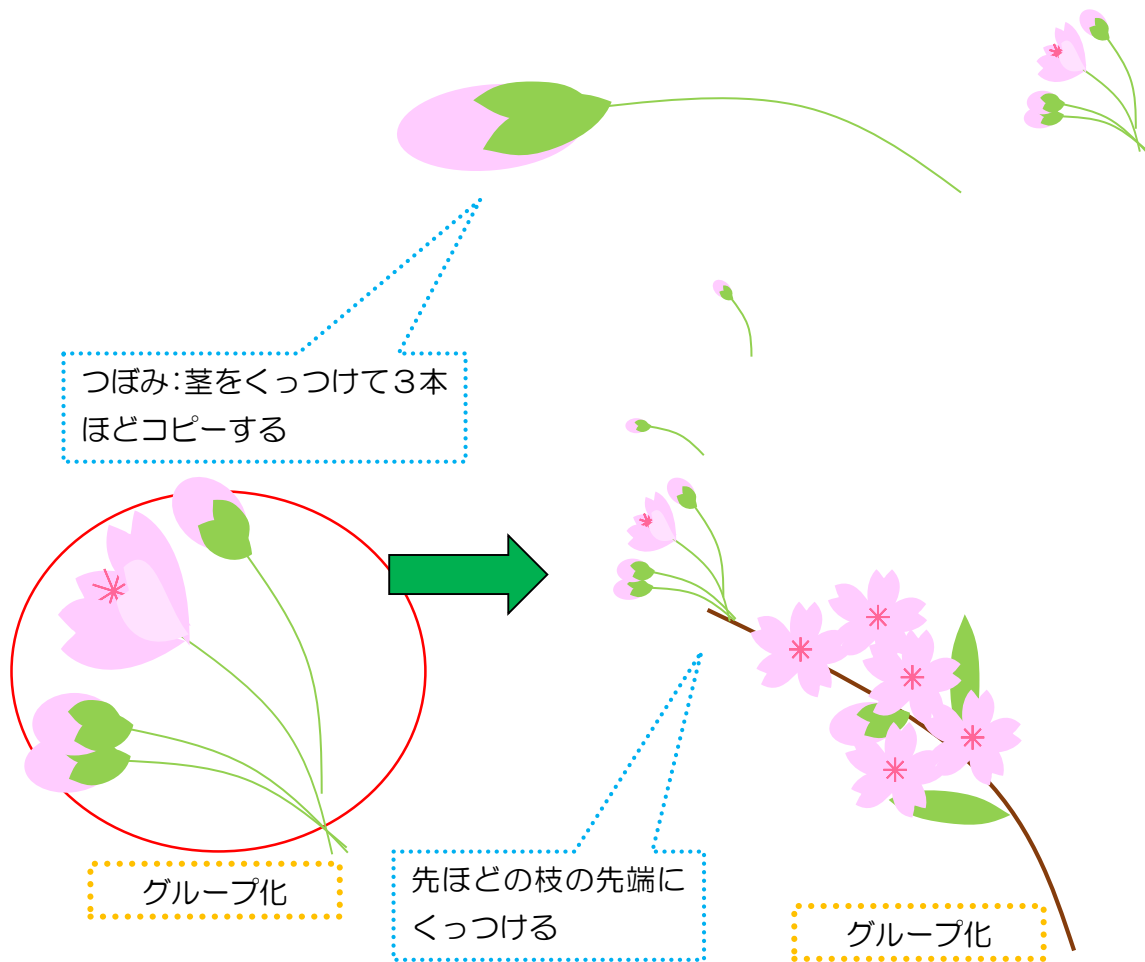 つぼみ：茎をくっつけて３本
ほどコピーする
グループ化
先ほどの枝の先端に
くっつける
グループ化